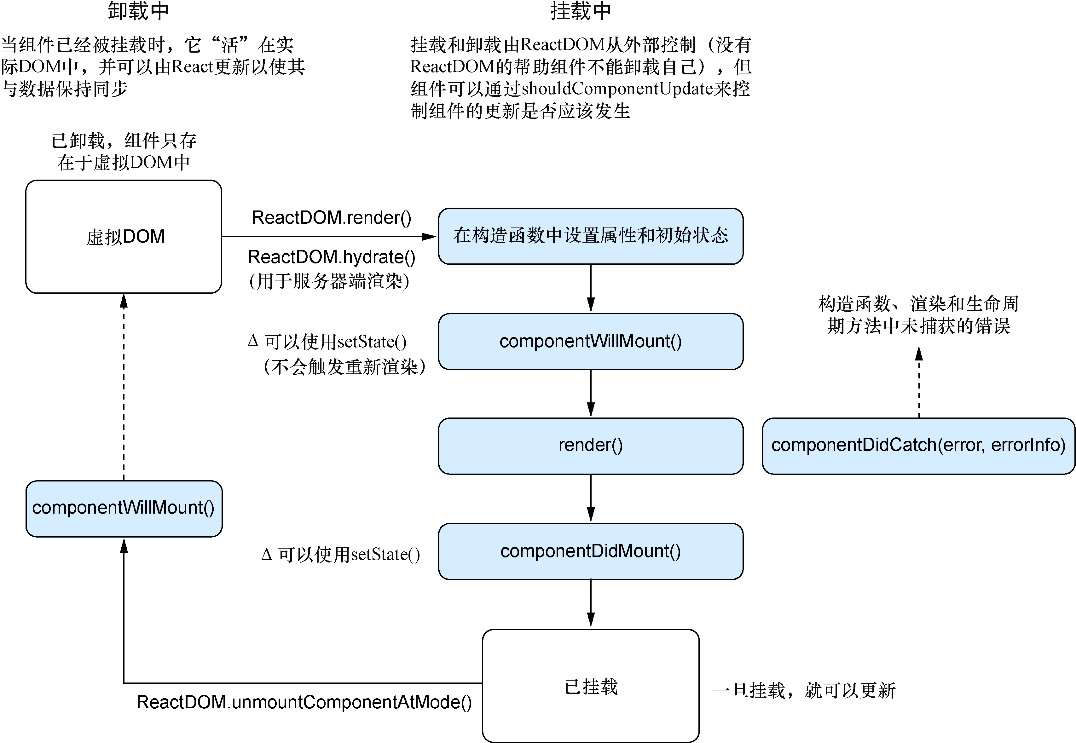 卸载中
当组件已经被挂载时，它“活”在实
际DOM中，并可以由React更新以使其
与数据保持同步
挂载中
挂载和卸载由ReactDOM从外部控制（没有
ReactDOM的帮助组件不能卸载自己），但
组件可以通过shouldComponentUpdate来控
制组件的更新是否应该发生
已卸载，组件只存
在于虚拟DOM中
虚拟DOM
ReactDOM.render()
ReactDOM.hydrate()
（用于服务器端渲染）
在构造函数中设置属性和初始状态
Δ 可以使用setState()
（不会触发重新渲染）
componentWillMount()
构造函数、渲染和生命周
期方法中未捕获的错误
render()
componentDidCatch(error, errorInfo)
componentWillMount()
Δ 可以使用setState()
componentDidMount()
已挂载
一旦挂载，就可以更新
ReactDOM.unmountComponentAtMode()